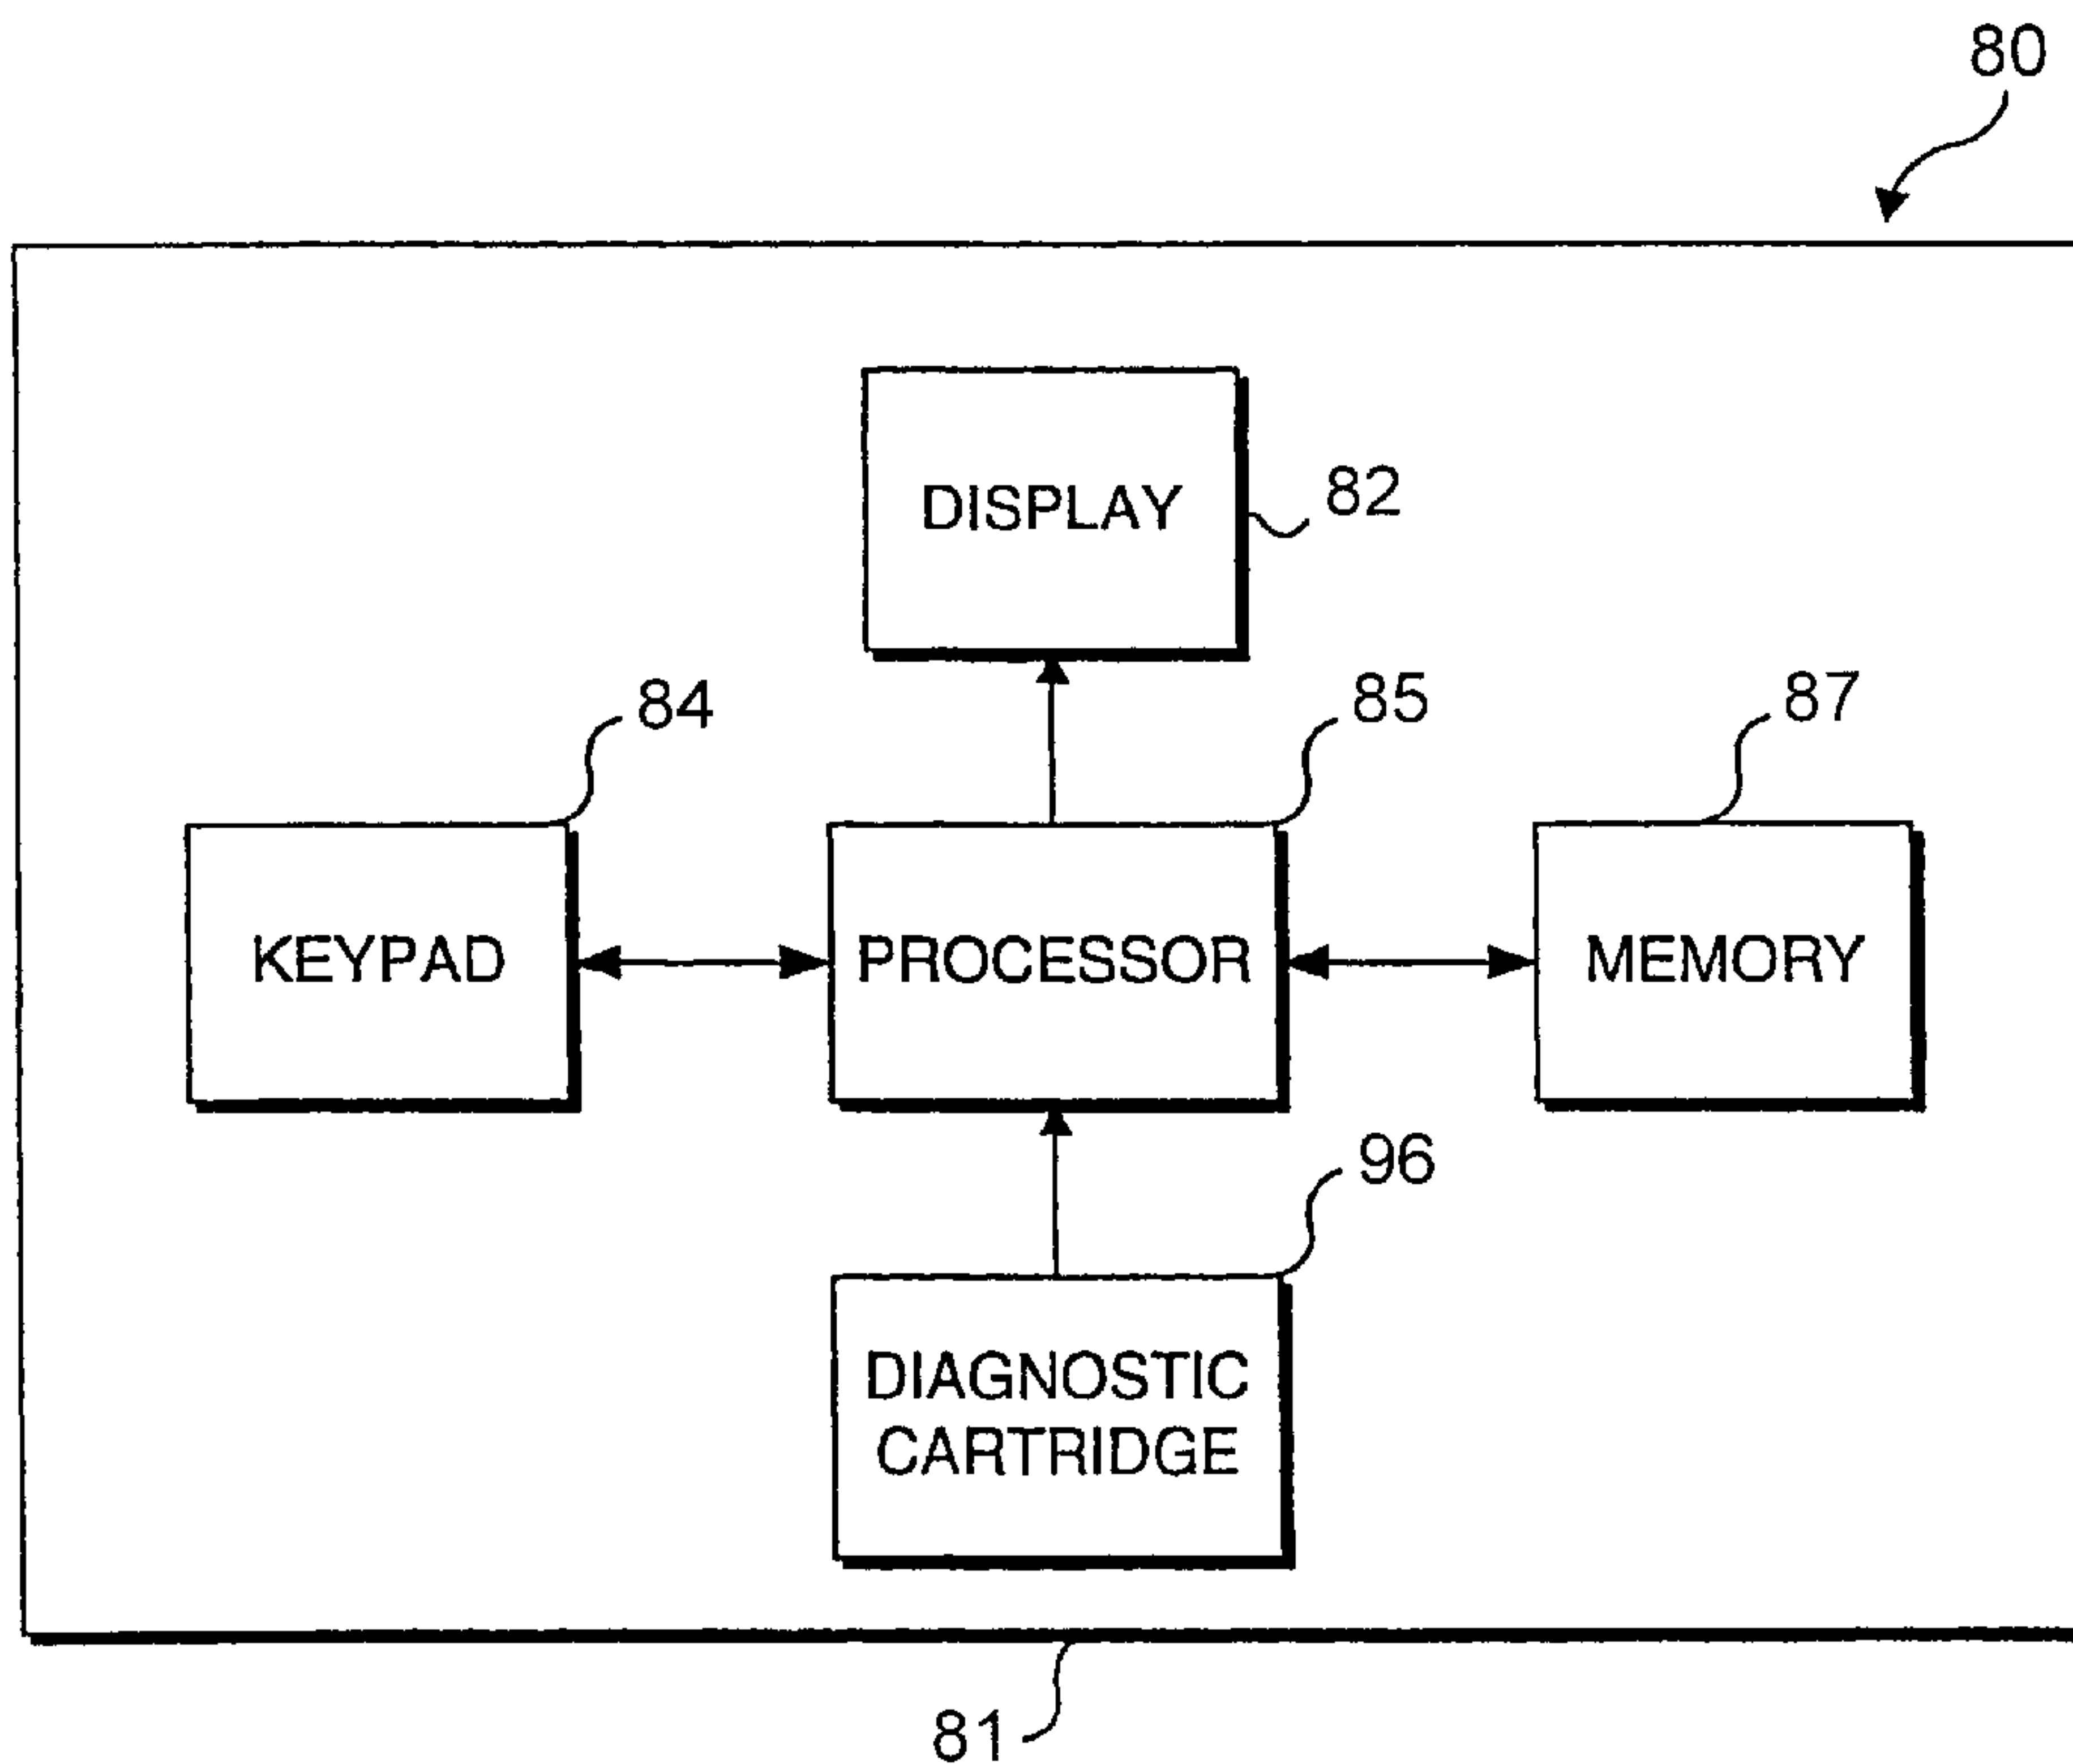 80
DISPLAY
82
84
85
87
KEYPAD
PROCESSOR
MEMORY
96
DIAGNOSTIC
CARTRIDGE
81